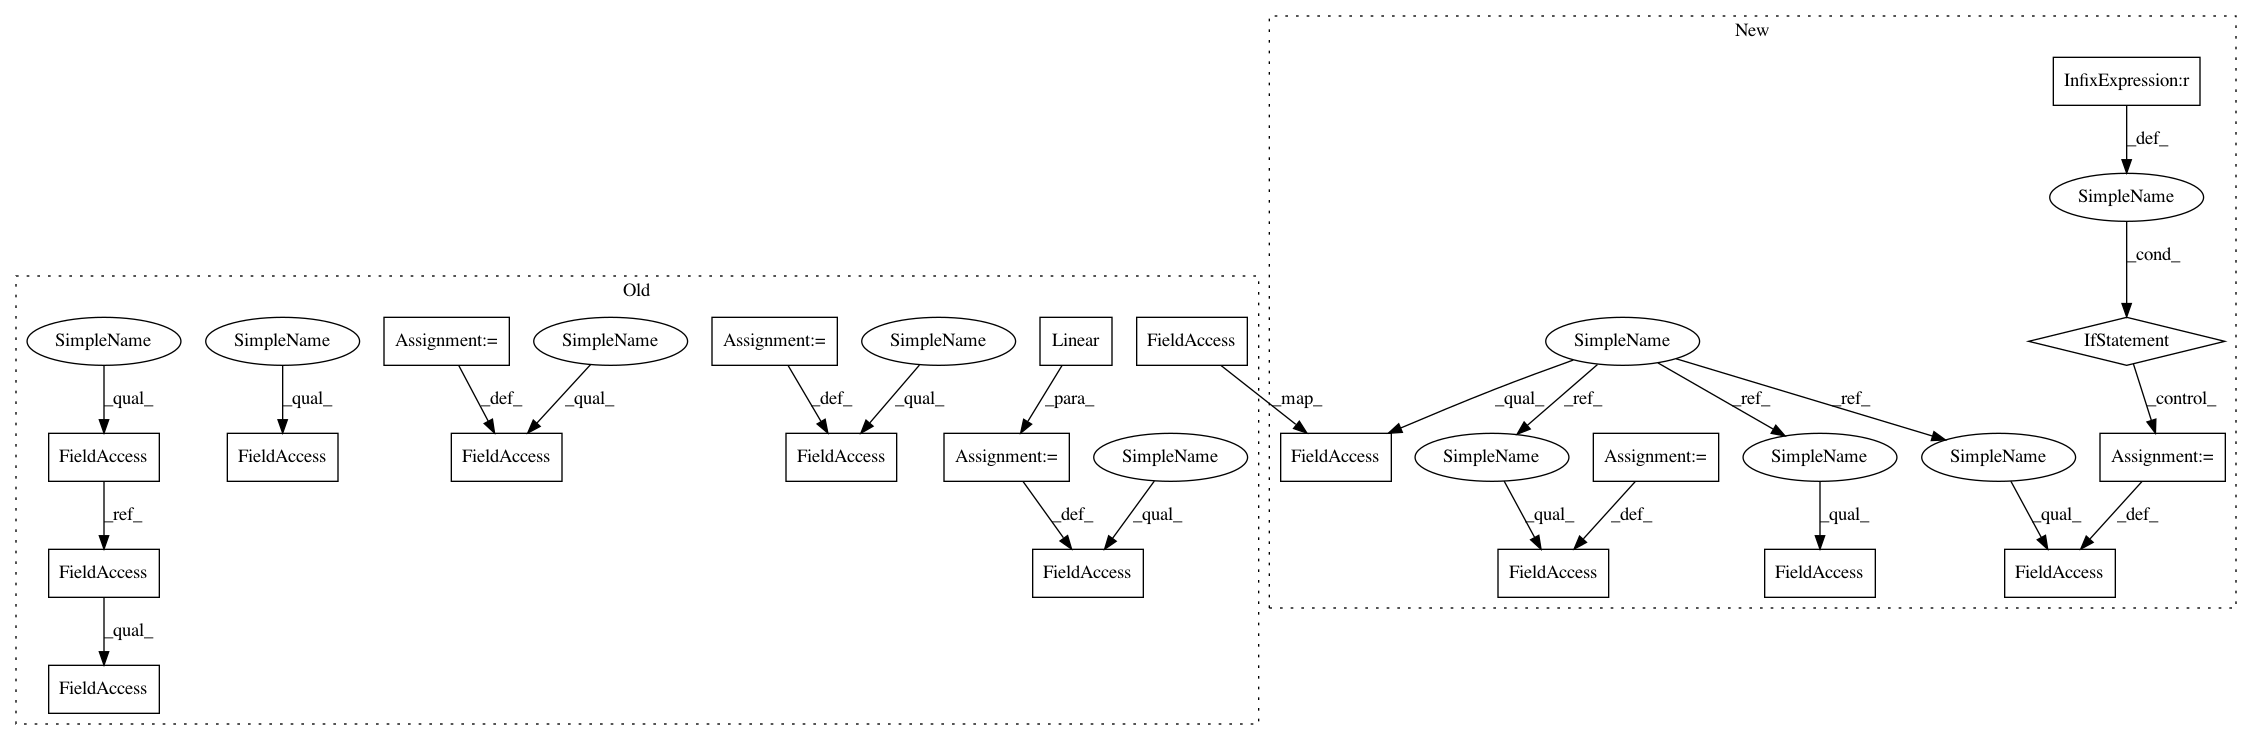 New
InfixExpression:r
_def_
SimpleName
_cond_
Old
SimpleName
SimpleName
Assignment:=
SimpleName
Assignment:=
SimpleName
Linear
FieldAccess
SimpleName
IfStatement
_qual_
_qual_
_def_
_qual_
_def_
_qual_
_para_
_map_
_qual_
_ref_
_ref_
_ref_
_control_
FieldAccess
FieldAccess
FieldAccess
FieldAccess
Assignment:=
SimpleName
FieldAccess
SimpleName
Assignment:=
SimpleName
SimpleName
Assignment:=
_ref_
_def_
_qual_
_qual_
_def_
_qual_
_qual_
_def_
FieldAccess
FieldAccess
FieldAccess
FieldAccess
FieldAccess
_qual_
FieldAccess